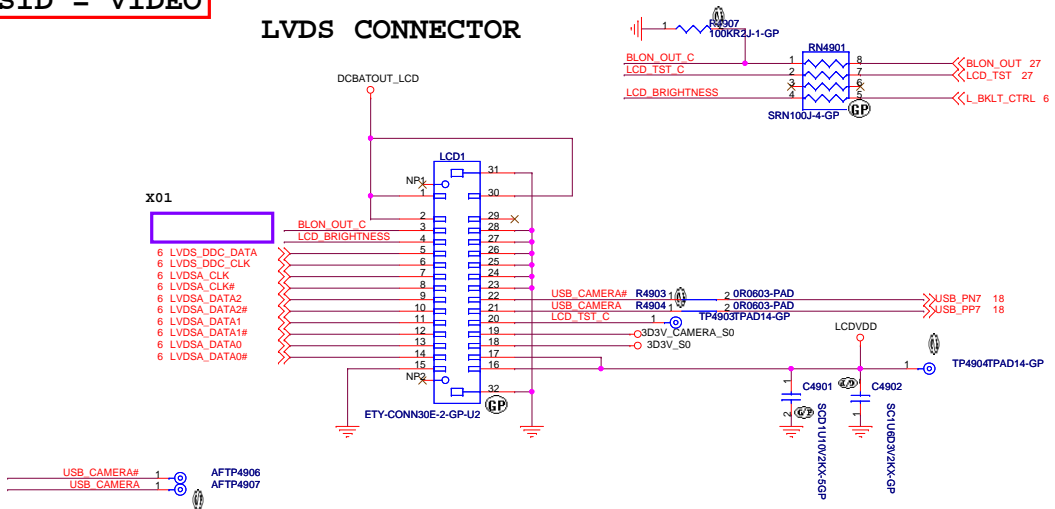 SSID = VIDEO
LVDS CONNECTOR
1 R4907
100KR2J-1-GP
RN4901
BLON_OUT_C 1 8 BLON_OUT 27
LCD_TST_C 2 7 LCD_TST 27
3 6
LCD_BRIGHTNESS 4 5 L_BKLT_CTRL 6
SRN100J-4-GP GP
DCBATOUT_LCD
LCD1
31
NP1
1 30
X01
2 29
BLON_OUT_C 3 28
LCD_BRIGHTNESS 4 27
6 LVDS_DDC_DATA 5 26
6 LVDS_DDC_CLK 6 25
6 LVDSA_CLK 7 24
6 LVDSA_CLK# 8 23
6 LVDSA_DATA2 9 22 USB_CAMERA# R4903 1 2 0R0603-PAD USB_PN7 18
6 LVDSA_DATA2# 10 21 USB_CAMERA R4904 1 2 0R0603-PAD USB_PP7 18
6 LVDSA_DATA1 11 20 LCD_TST_C 1 TP4903TPAD14-GP
6 LVDSA_DATA1# 12 19 3D3V_CAMERA_S0
6 LVDSA_DATA0 13 18 3D3V_S0
6 LVDSA_DATA0# 14 17
15 16
LCDVDD
1 TP4904TPAD14-GP
NP2
32
ETY-CONN30E-2-GP-U2 GP
1 C4901
2
SCD1U10V2KX-5GP
2 C4902
1
SC1U6D3V2KX-GP
USB_CAMERA# 1 AFTP4906
USB_CAMERA 1 AFTP4907